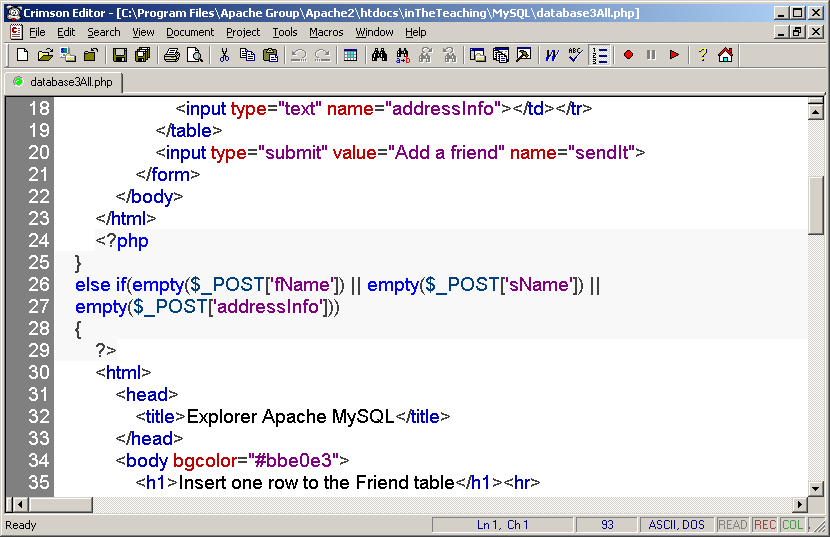 Crimson Editor - [C:\Program Files\Apache Group\Apache2\htdocs\inTheTeaching\MySQL\database3All.php]
File Edit Search View Document Project Tools Macros Window Help
database3All.php
18 <input type="text" name="addressInfo"></td></tr>
19 </table>
20 <input type="submit" value="Add a friend" name="sendIt">
21 </form>
22 </body>
23 </html>
24 <?php
25 }
26 else if(empty($_POST['fName']) || empty($_POST['sName']) ||
27 empty($_POST['addressInfo']))
28 {
29 ?>
30 <html>
31 <head>
32 <title>Explorer Apache MySQL</title>
33 </head>
34 <body bgcolor="#bbe0e3">
35 <h1>Insert one row to the Friend table</h1><hr>
Ready Ln 1, Ch 1 93 ASCII, DOS READ REC COL